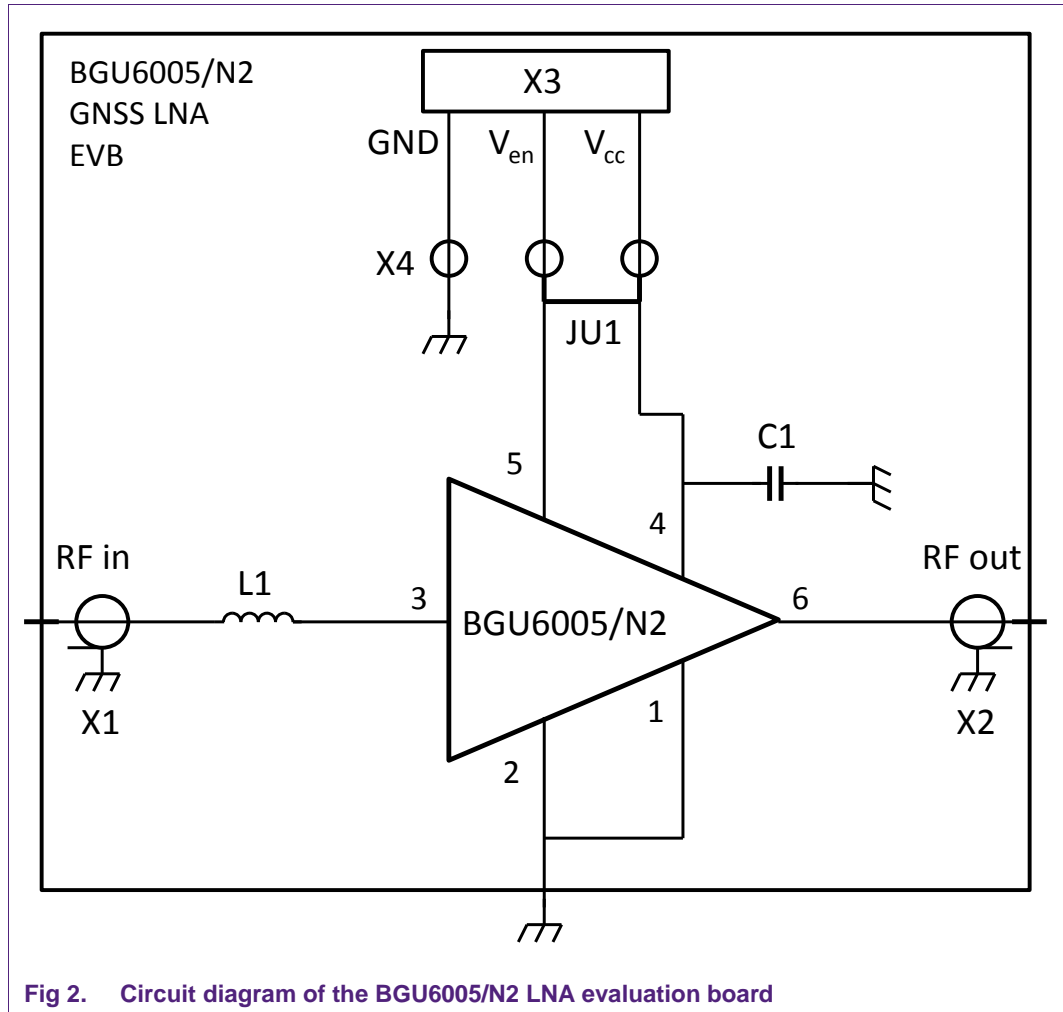 BGU6005/N2
GNSS LNA
EVB
X3
GND
Ven
Vcc
X4
JU1
C1
5
4
RF in
RF out
L1
3
BGU6005/N2
6
X1
1
X2
2
Fig 2. Circuit diagram of the BGU6005/N2 LNA evaluation board